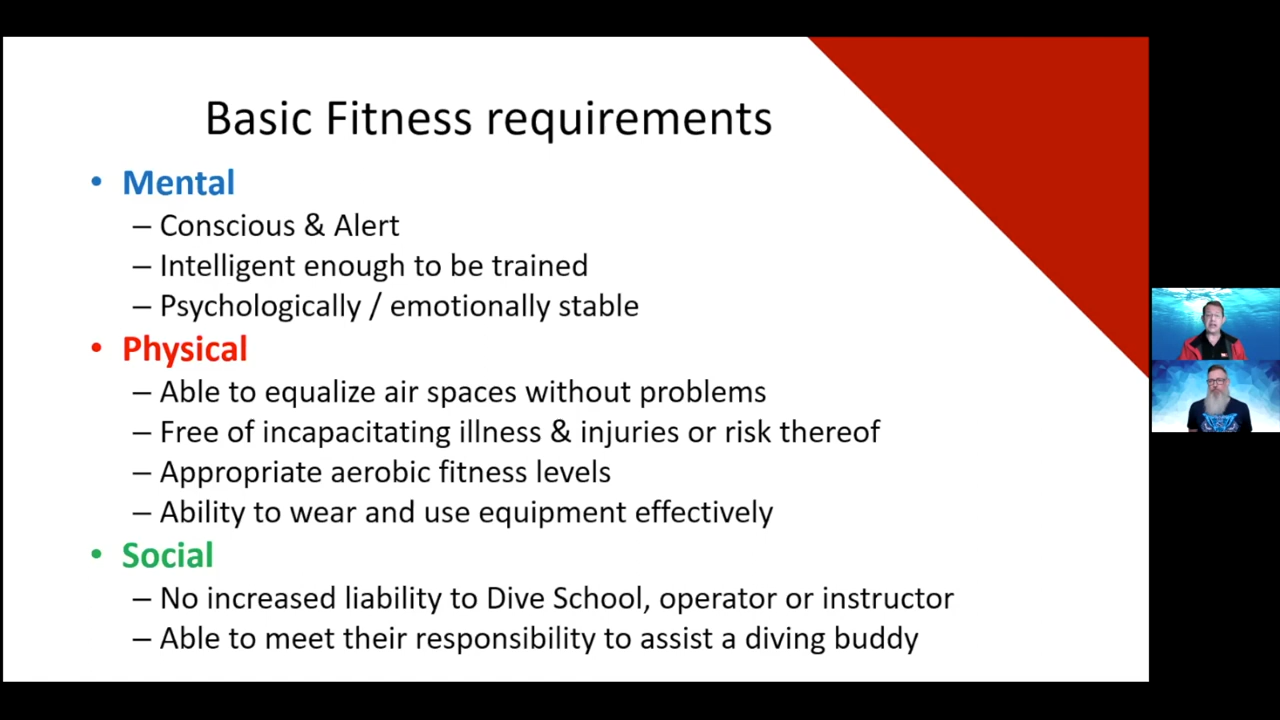 Basic Fitness requirements
• Mental
– Conscious & Alert
– Intelligent enough to be trained
– Psychologically / emotionally stable
• Physical
– Able to equalize air spaces without problems
– Free of incapacitating illness & injuries or risk thereof
– Appropriate aerobic fitness levels
– Ability to wear and use equipment effectively
• Social
– No increased liability to Dive School, operator or instructor
– Able to meet their responsibility to assist a diving buddy